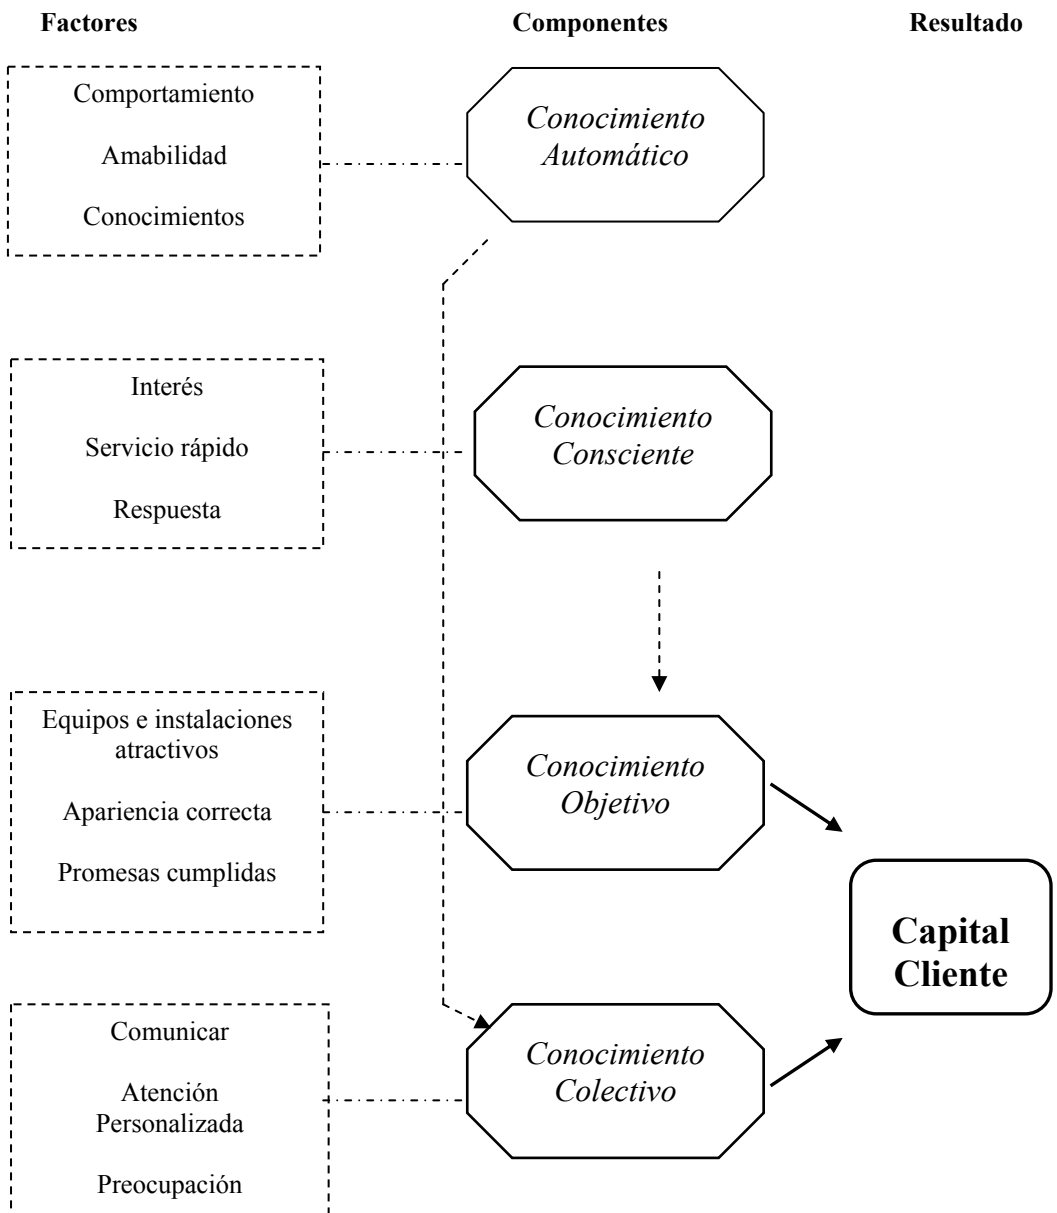 Factores
Componentes
Resultado
Comportamiento
Amabilidad
Conocimientos
Conocimiento
Automático
Interés
Servicio rápido
Respuesta
Conocimiento
Consciente
Equipos e instalaciones
atractivos
Apariencia correcta
Promesas cumplidas
Conocimiento
Objetivo
Capital
Cliente
Comunicar
Atención
Personalizada
Preocupación
Conocimiento
Colectivo